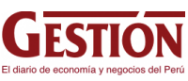 GESTIÓN
El diario de economía y negocios del Perú